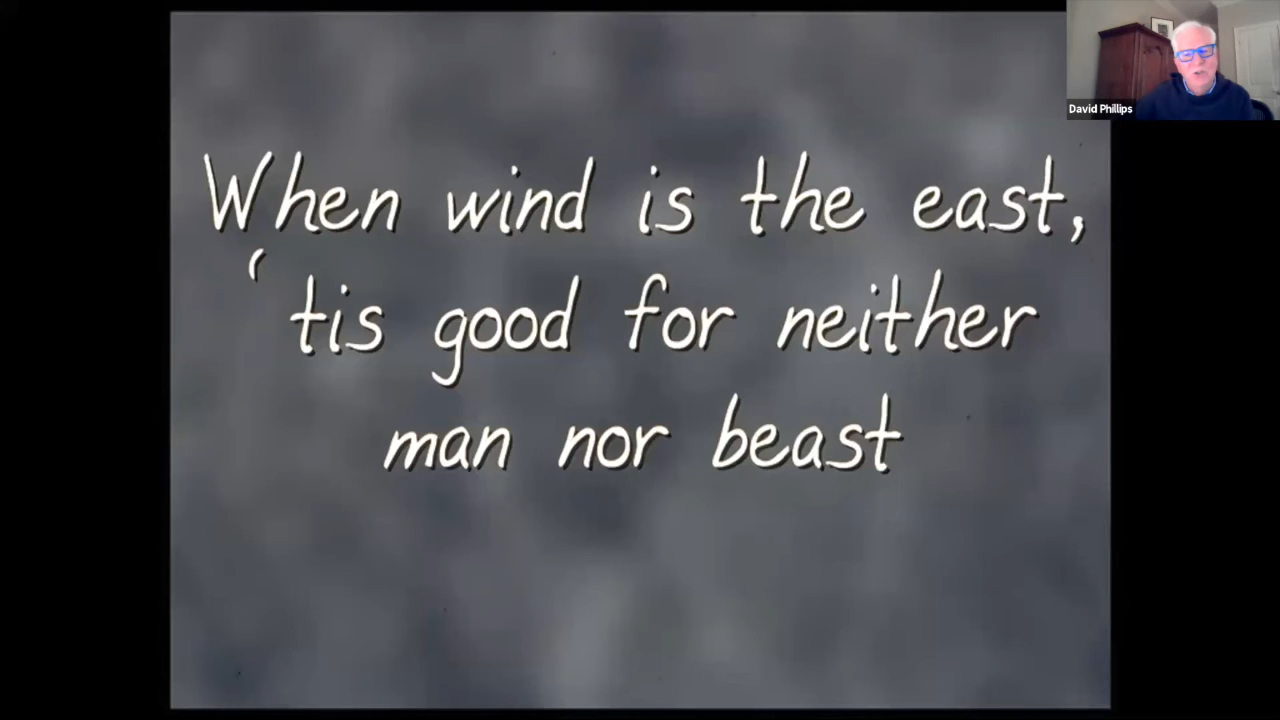 David Phillips
When wind is the east,
‘ tis good for neither
man nor beast